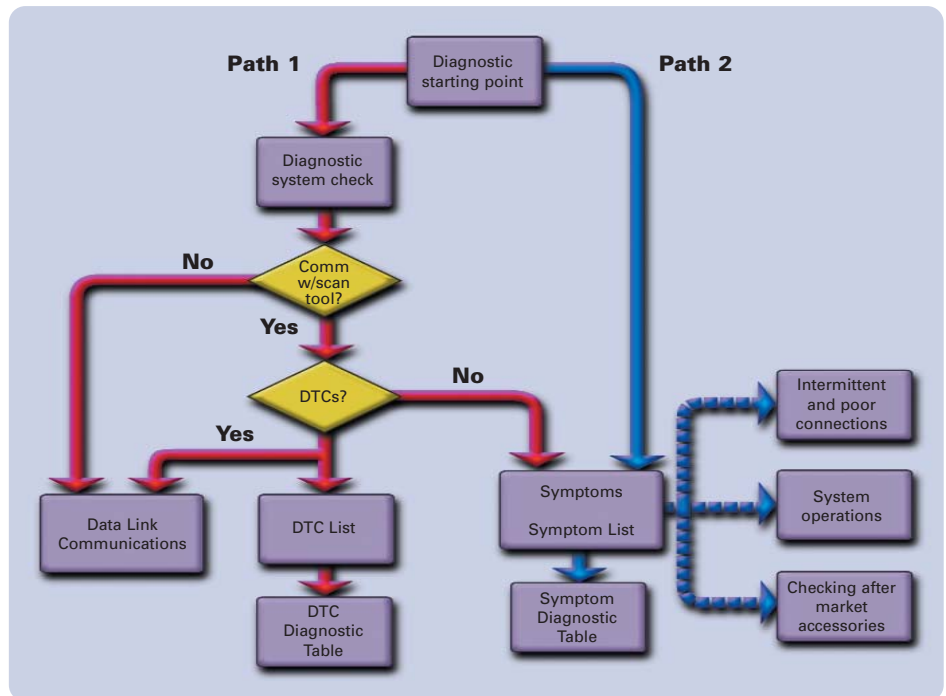 Path 1
Diagnostic
starting point
Path 2
Diagnostic
system check
No
Comm
w/scan
tool?
Yes
DTCs?
No
Yes
Intermittent
and poor
connections
Data Link
Communications
DTC List
Symptoms
Symptom List
System
operations
DTC
Diagnostic
Table
Symptom
Diagnostic
Table
Checking after
market
accessories